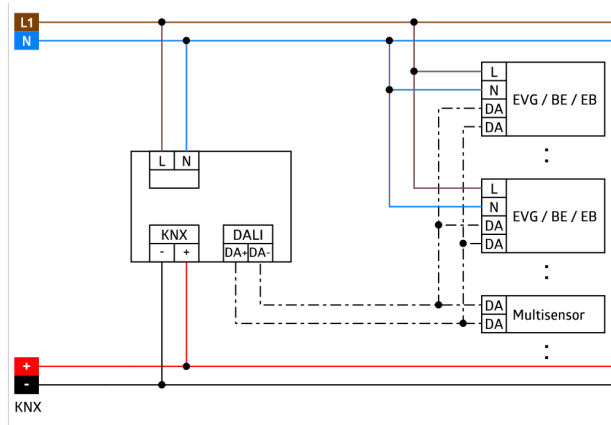 L1
N
L
N
DA
DA
EVG / BE / EB
:
L N
L
N
DA
DA
EVG / BE / EB
:
KNX
- +
DALI
DA+ DA-
DA
DA
Multisensor
:
+
-
KNX